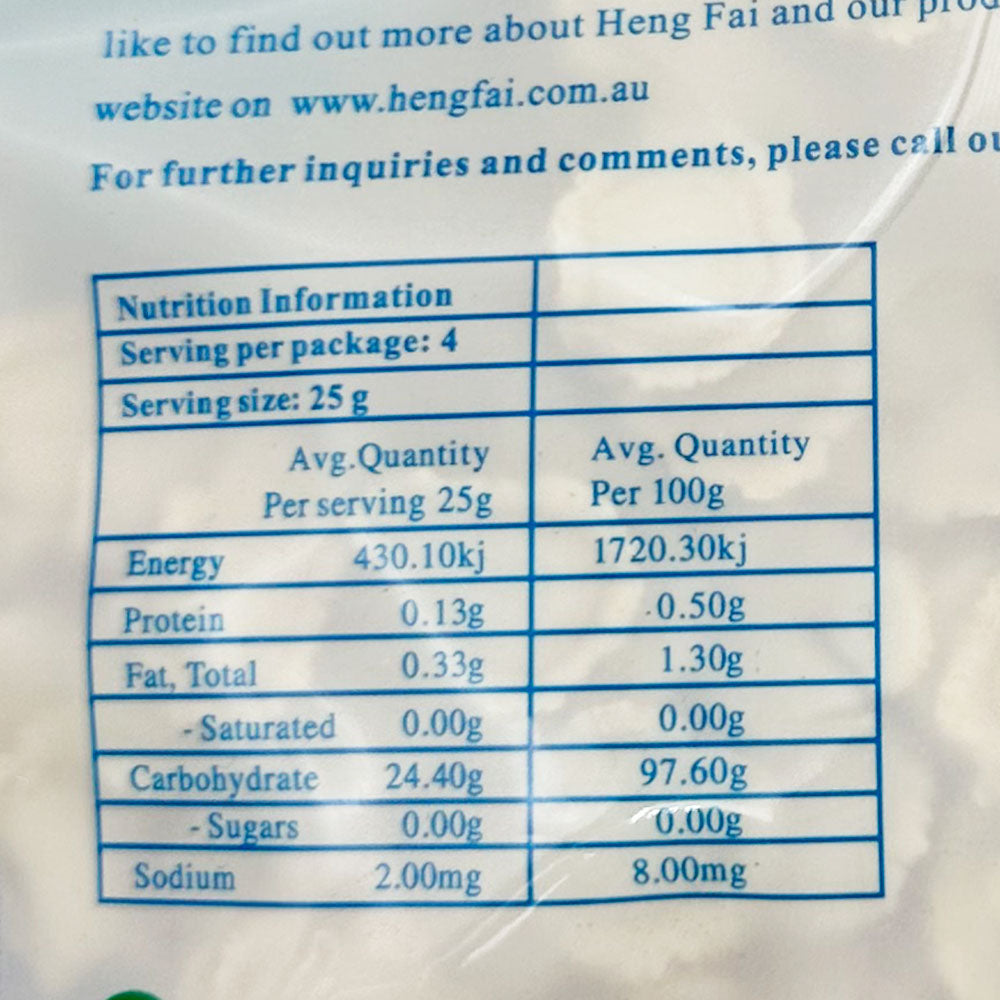 like to find out more about Heng Fai and our
website on www.hengfai.com.au
For further inquiries and comments, please call
Nutrition Information
Serving per package: 4
Serving size: 25 g
Avg.Quantity Avg. Quantity
Per serving 25g Per 100g
Energy 430.10kj 1720.30kj
Protein 0.13g 0.50g
Fat, Total 0.33g 1.30g
- Saturated 0.00g 0.00g
Carbohydrate 24.40g 97.60g
- Sugars 0.00g 0.00g
Sodium 2.00mg 8.00mg